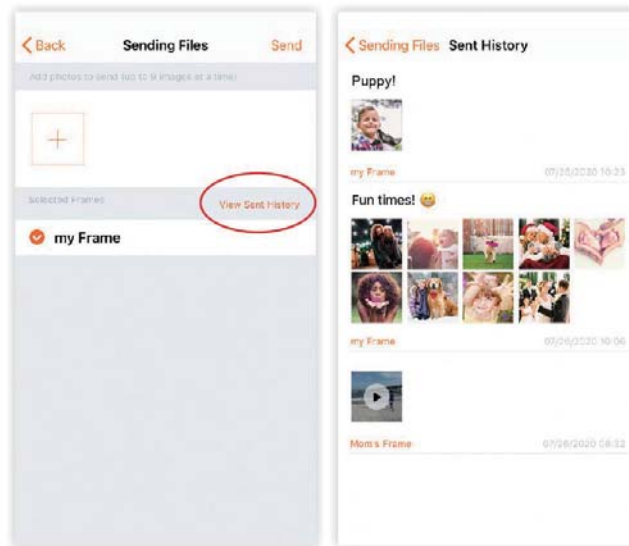 Back Sending Files Send
Add photos to send (up to 9 images at a time)
Selected Frames View Sent History
my Frame
Sending Files Sent History
Puppy!
my Frame 07/26/2020 10:23
Fun times! 😁
my Frame 07/26/2020 10:06
Mom's Frame 07/26/2020 08:32